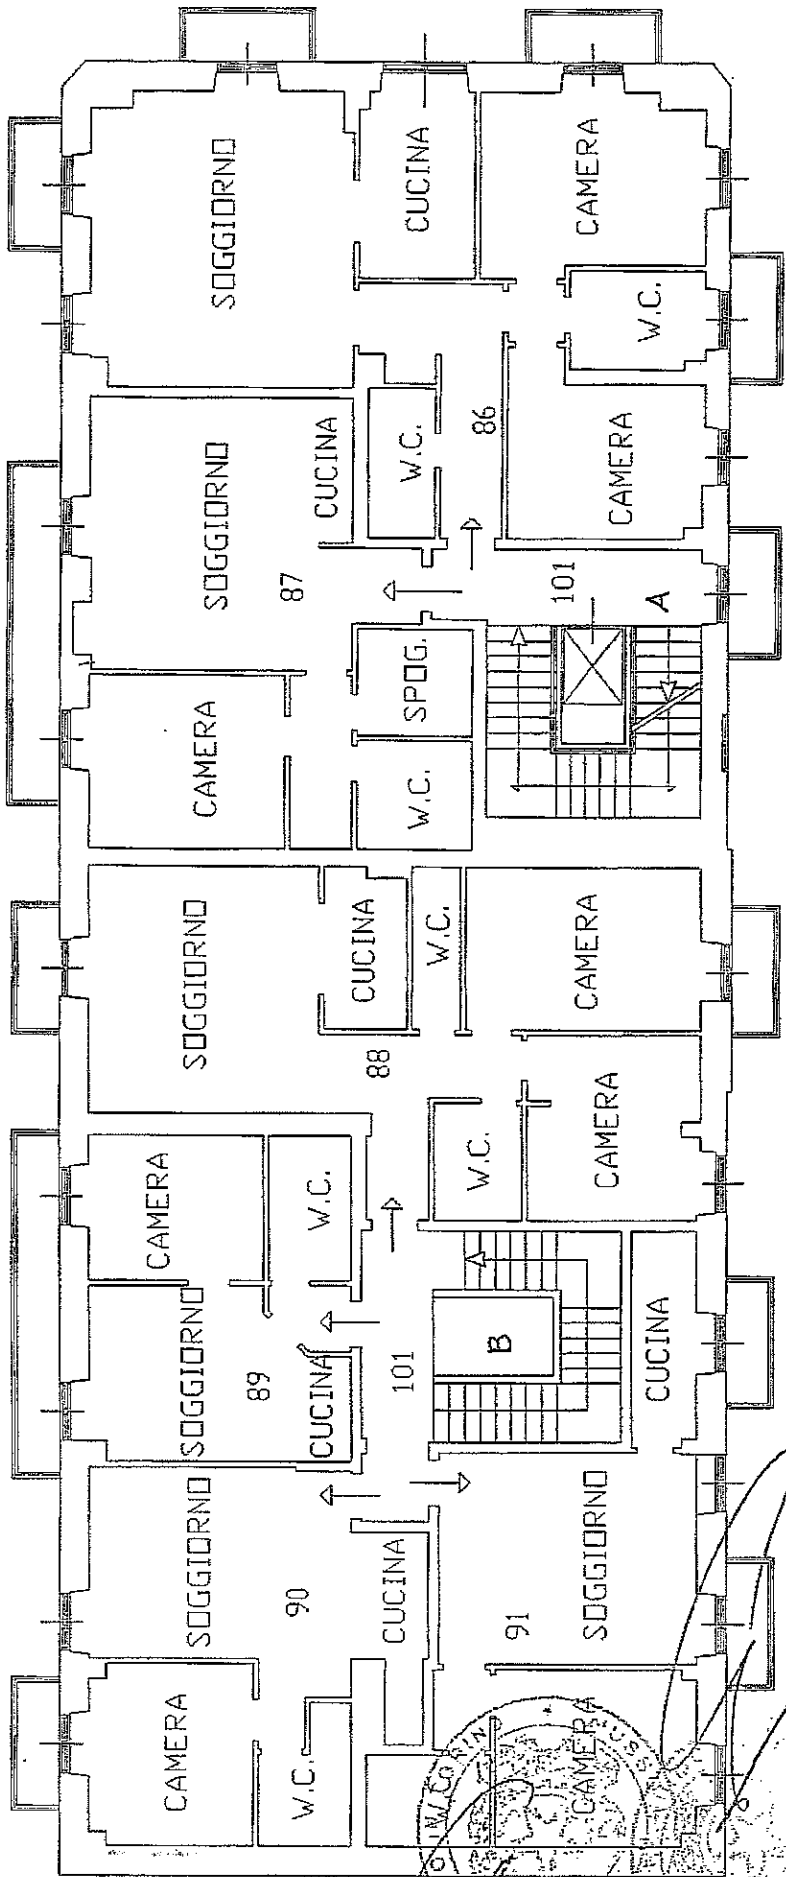 SOGGIORNO
CUCINA
CAMERA
W.C.
SOGGIORNO
CUCINA
W.C.
86
CAMERA
87
101
A
CAMERA
SPOG.
W.C.
SOGGIORNO
CUCINA
W.C.
CAMERA
88
CAMERA
W.C.
W.C.
CAMERA
SOGGIORNO
89
CUCINA
101
B
CUCINA
SOGGIORNO
90
CUCINA
91
SOGGIORNO
CAMERA
W.C.
W.C.
CAMERA